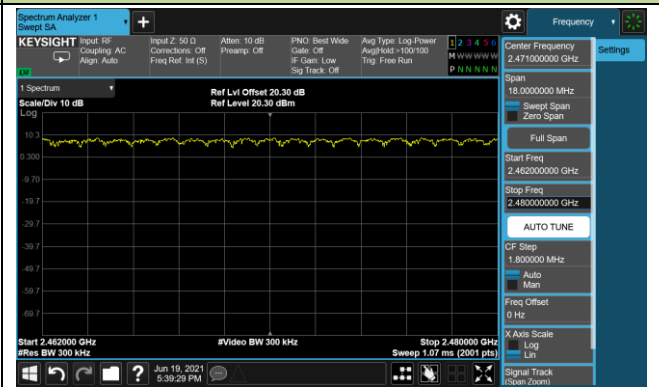 Spectrum Analyzer 1
Swept SA
+
Frequency
KEYSIGHT
Input: RF
Coupling: AC
Align: Auto
Input Z: 50 Ω
Corrections: Off
Freq Ref: Int (S)
Atten: 10 dB
Preamp: Off
PNO: Best Wide
Gate: Off
IF Gain: Low
Sig Track: Off
Avg Type: Log-Power
Avg|Hold:>100/100
Trig: Free Run
1 2 3 4 5 6
M W W W W W
P N N N N N
1 Spectrum
Scale/Div 10 dB
Ref Lvl Offset 20.30 dB
Ref Level 20.30 dBm
Log
10.3
0.300
-9.70
-19.7
-29.7
-39.7
-49.7
-59.7
-69.7
Start 2.462000 GHz
#Res BW 300 kHz
#Video BW 300 kHz
Stop 2.480000 GHz
Sweep 1.07 ms (2001 pts)
Jun 19, 2021
5:39:29 PM
Center Frequency
2.471000000 GHz
Settings
Span
18.0000000 MHz
Swept Span
Zero Span
Full Span
Start Freq
2.462000000 GHz
Stop Freq
2.480000000 GHz
AUTO TUNE
CF Step
1.800000 MHz
Auto
Man
Freq Offset
0 Hz
X Axis Scale
Log
Lin
Signal Track
(Span Zoom)